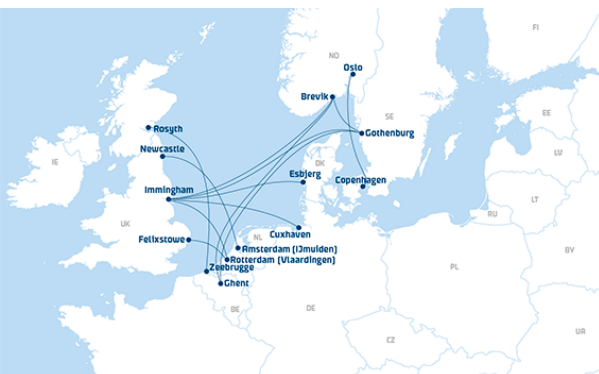 FI
NO
Oslo
Brevik
SE
EE
Rosyth
Gothenburg
Newcastle
LV
IE
DK
Esbjerg
Copenhagen
Immingham
LT
RU
UK
Cuxhaven
Felixstowe
NL
Amsterdam (IJmuiden)
BY
Rotterdam (Vlaardingen)
Zeebrugge
PL
Ghent
BE
DE
UA
CZ